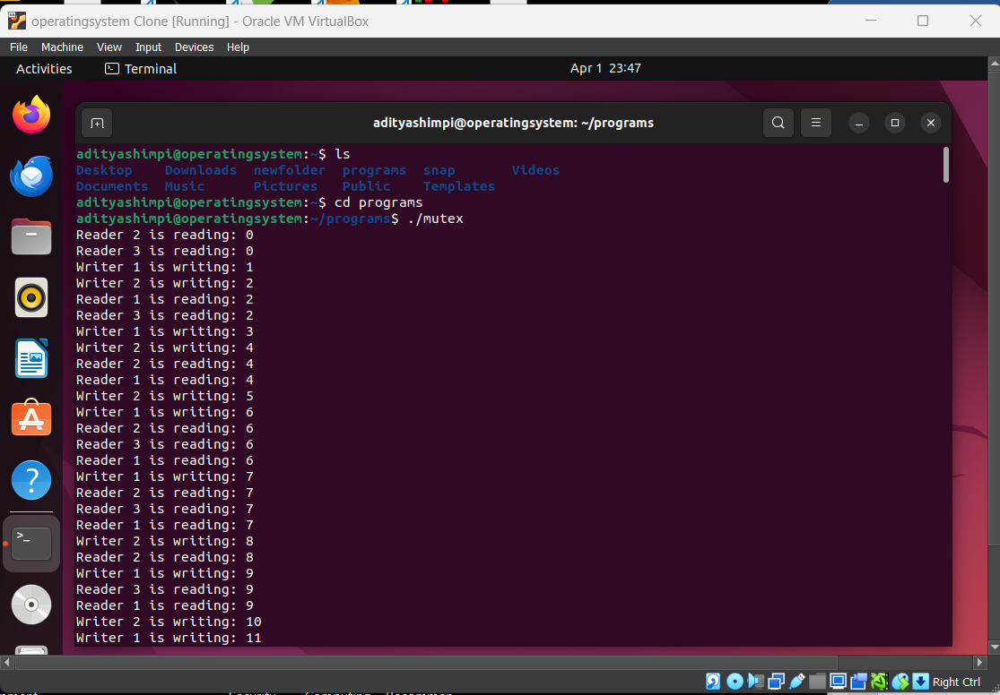 operatingsystem Clone [Running] - Oracle VM VirtualBox
File Machine View Input Devices Help
Activities Terminal Apr 1 23:47
adityashimpi@operatingsystem: ~/programs
adityashimpi@operatingsystem:~$ ls
Desktop Downloads newfolder programs snap Videos
Documents Music Pictures Public Templates
adityashimpi@operatingsystem:~$ cd programs
adityashimpi@operatingsystem:~/programs$ ./mutex
Reader 2 is reading: 0
Reader 3 is reading: 0
Writer 1 is writing: 1
Writer 2 is writing: 2
Reader 1 is reading: 2
Reader 3 is reading: 2
Writer 1 is writing: 3
Writer 2 is writing: 4
Reader 2 is reading: 4
Reader 1 is reading: 4
Writer 2 is writing: 5
Writer 1 is writing: 6
Reader 2 is reading: 6
Reader 3 is reading: 6
Reader 1 is reading: 6
Writer 1 is writing: 7
Reader 2 is reading: 7
Reader 3 is reading: 7
Reader 1 is reading: 7
Writer 2 is writing: 8
Reader 2 is reading: 8
Writer 1 is writing: 9
Reader 3 is reading: 9
Reader 1 is reading: 9
Writer 2 is writing: 10
Writer 1 is writing: 11
Right Ctrl